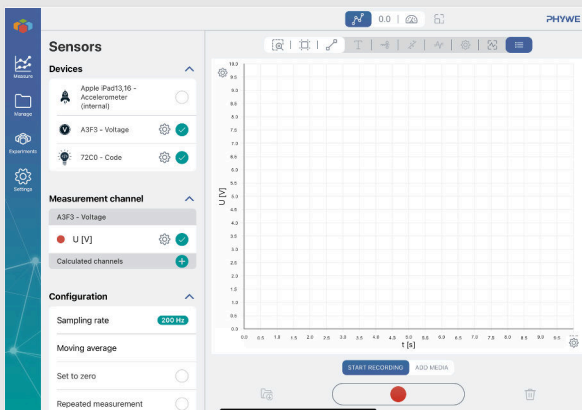 0.0
PHYWE
Measure
Manage
Experiments
Settings
Sensors
Devices
Apple iPad13,16 -
Accelerometer
(internal)
A3F3 - Voltage
72C0 - Code
Measurement channel
A3F3 - Voltage
U [V]
Calculated channels
Configuration
Sampling rate
200 Hz
Moving average
Set to zero
Repeated measurement
T
U [V]
10.0
9.5
9.0
8.5
8.0
7.5
7.0
6.5
6.0
5.5
5.0
4.5
4.0
3.5
3.0
2.5
2.0
1.5
1.0
0.5
0.0
0.0 0.5 1.0 1.5 2.0 2.5 3.0 3.5 4.0 4.5 5.0 5.5 6.0 6.5 7.0 7.5 8.0 8.5 9.0 9.5
t [s]
START RECORDING
ADD MEDIA